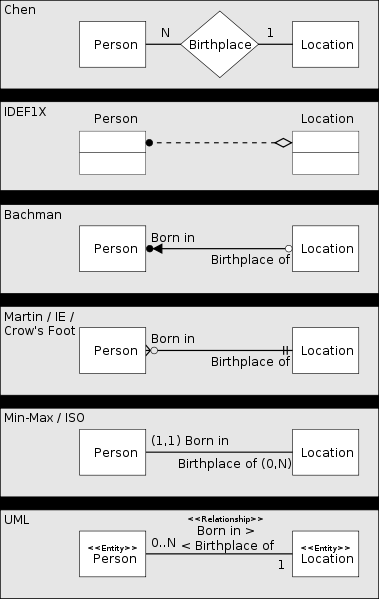 Chen
Person N Birthplace 1 Location
IDEF1X
Person Location
Bachman
Born in
Person Location
Birthplace of
Martin / IE /
Crow's Foot
Born in
Person Location
Birthplace of
Min-Max / ISO
(1,1) Born in
Person Location
Birthplace of (0,N)
UML
<<Relationship>>
Born in >
0..N < Birthplace of
<<Entity>> <<Entity>>
Person Location
1